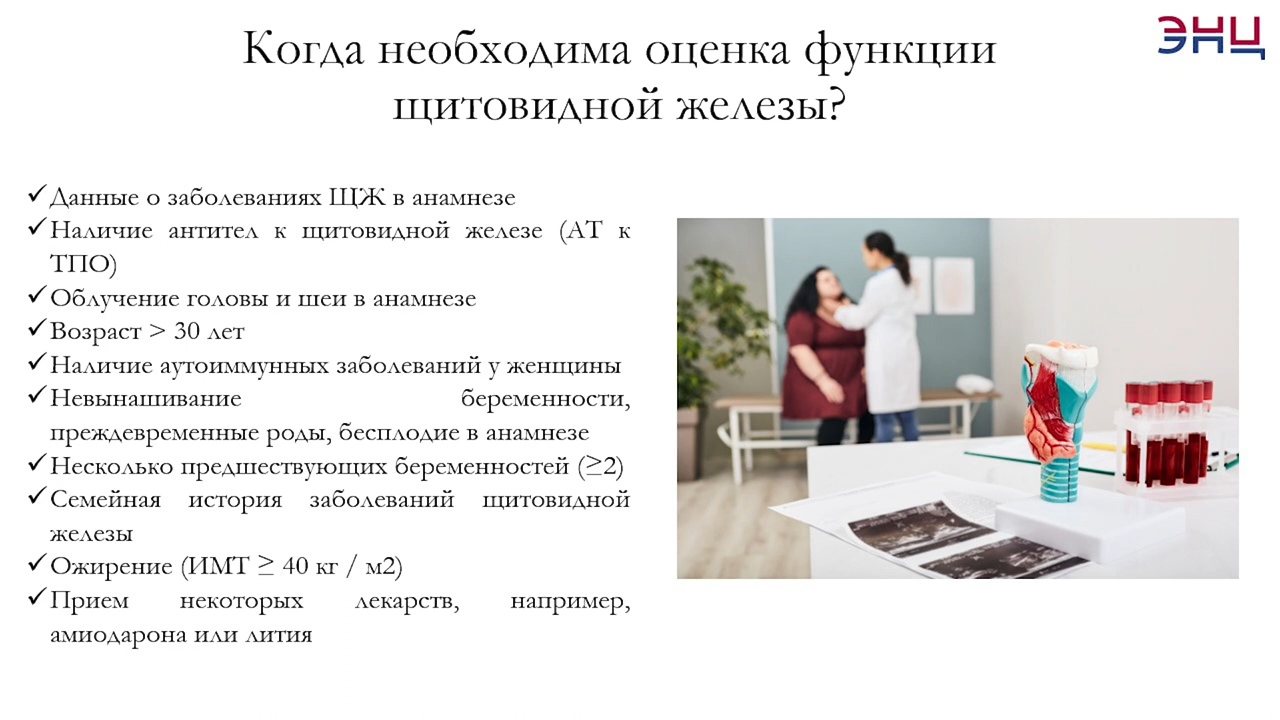 Когда необходима оценка функции
щитовидной железы?
ЭНЦ
Данные о заболеваниях ЩЖ в анамнезе
Наличие антител к щитовидной железе (АТ к
ТПО)
Облучение головы и шеи в анамнезе
Возраст > 30 лет
Наличие аутоиммунных заболеваний у женщины
Невынашивание беременности,
преждевременные роды, бесплодие в анамнезе
Несколько предшествующих беременностей (≥2)
Семейная история заболеваний щитовидной
железы
Ожирение (ИМТ ≥ 40 кг / м2)
Прием некоторых лекарств, например,
амиодарона или лития